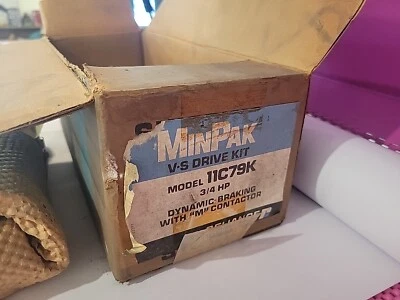 MINPAK
V-S DRIVE KIT
MODEL 11C79K
3/4 HP
DYNAMIC BRAKING
WITH "M" CONTACTOR